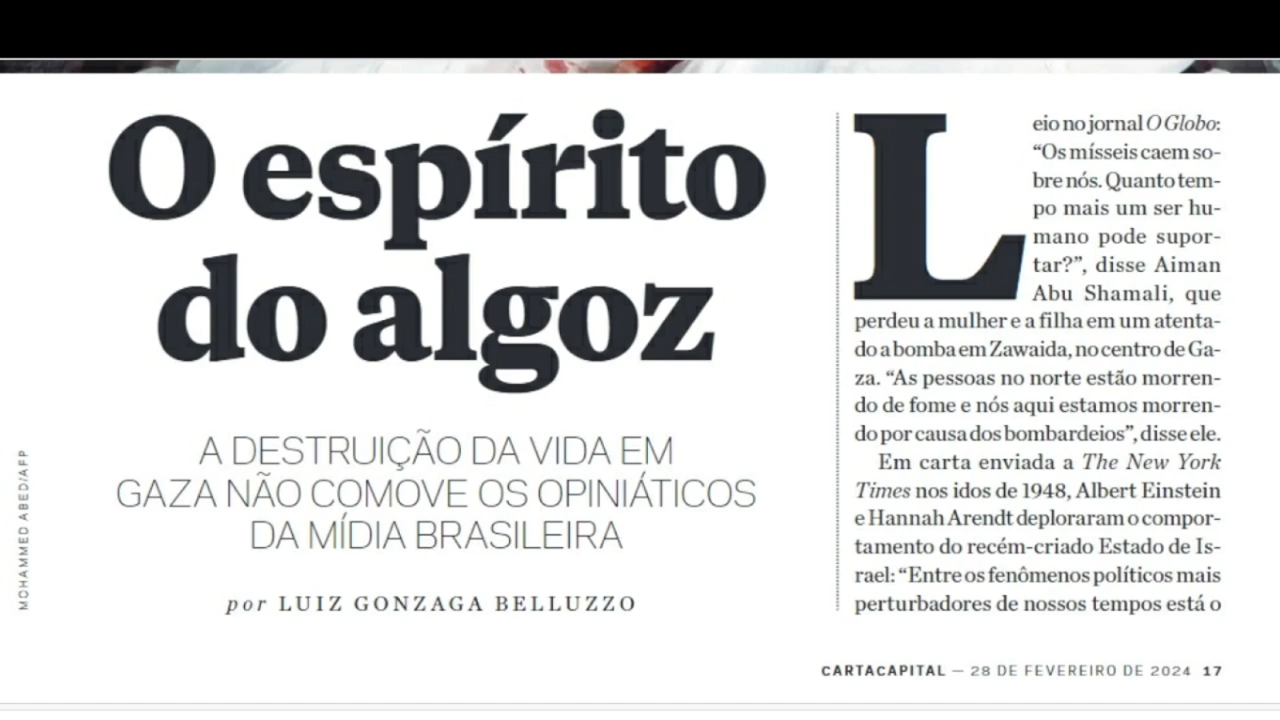 O espírito
do algoz
A DESTRUIÇÃO DA VIDA EM
GAZA NÃO COMOVE OS OPINIÁTICOS
DA MÍDIA BRASILEIRA
por LUIZ GONZAGA BELLUZZO
MOHAMMED ABED/AFP
Leio no jornal O Globo:
“Os mísseis caem so-
bre nós. Quanto tem-
po mais um ser hu-
mano pode supor-
tar?”, disse Aiman
Abu Shamali, que
perdeu a mulher e a filha em um atenta-
do a bomba em Zawaida, no centro de Ga-
za. “As pessoas no norte estão morren-
do de fome e nós aqui estamos morren-
do por causa dos bombardeios”, disse ele.
Em carta enviada a The New York
Times nos idos de 1948, Albert Einstein
e Hannah Arendt deploraram o compor-
tamento do recém-criado Estado de Is-
rael: “Entre os fenômenos políticos mais
perturbadores de nossos tempos está o
CARTACAPITAL — 28 DE FEVEREIRO DE 2024 17